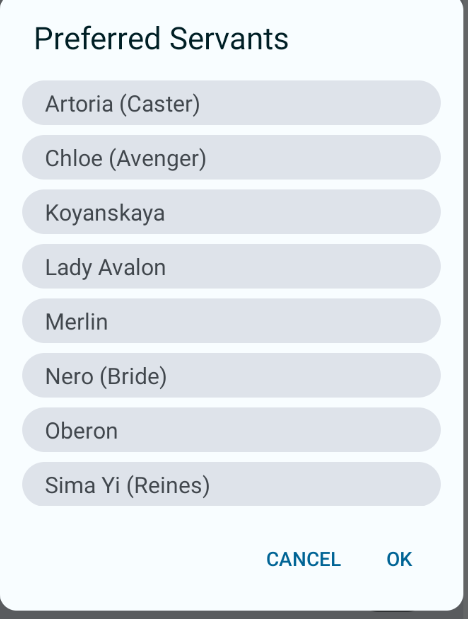 Preferred Servants
Artoria (Caster)
Chloe (Avenger)
Koyanskaya
Lady Avalon
Merlin
Nero (Bride)
Oberon
Sima Yi (Reines)
CANCEL OK